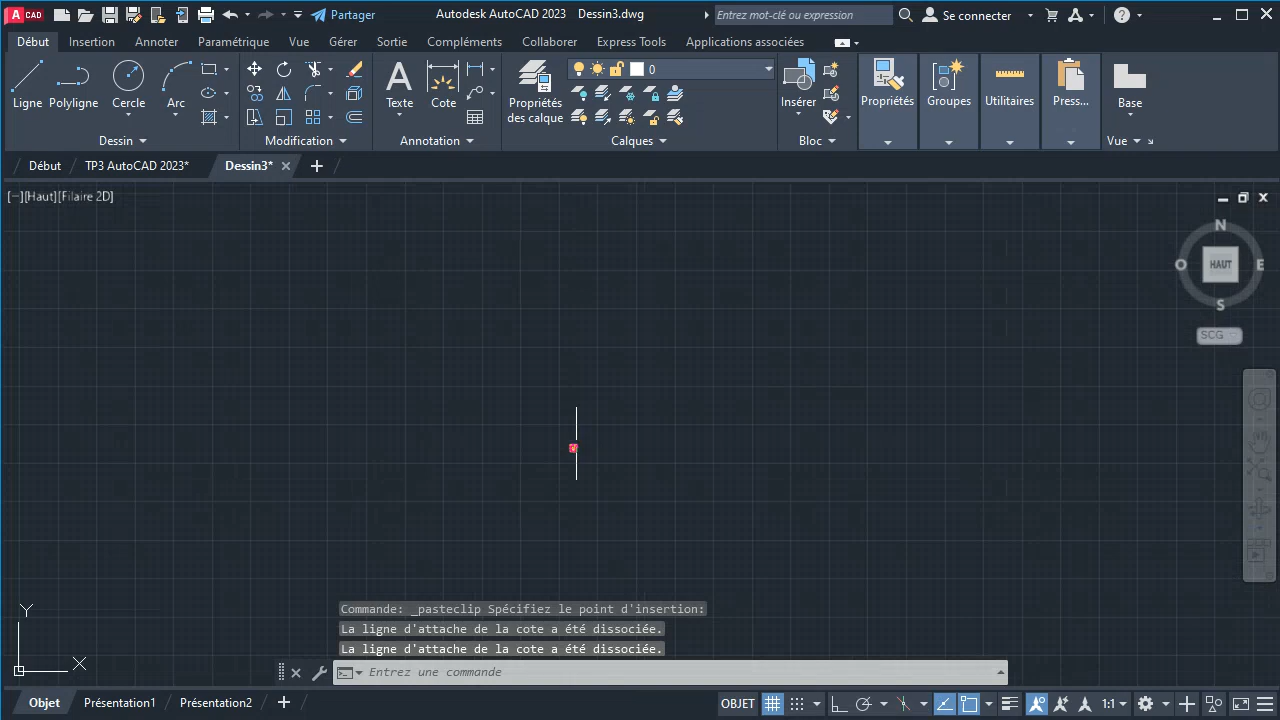 A CAD
Partager
Autodesk AutoCAD 2023 Dessin3.dwg
Entrez mot-clé ou expression
Se connecter
Début Insertion Annoter Paramétrique Vue Gérer Sortie Compléments Collaborer Express Tools Applications associées
0
Ligne Polyligne Cercle Arc
Texte Cote
Propriétés
des calque
Insérer
Propriétés Groupes Utilitaires Press... Base
Dessin Modification Annotation Calques Bloc Vue
Début TP3 AutoCAD 2023* Dessin3*
[−][Haut][Filaire 2D]
N
O HAUT E
S
SCG
Commande: _pasteclip Spécifiez le point d'insertion:
La ligne d'attache de la cote a été dissociée.
La ligne d'attache de la cote a été dissociée.
Y
X
Entrez une commande
Objet Présentation1 Présentation2
OBJET 1:1